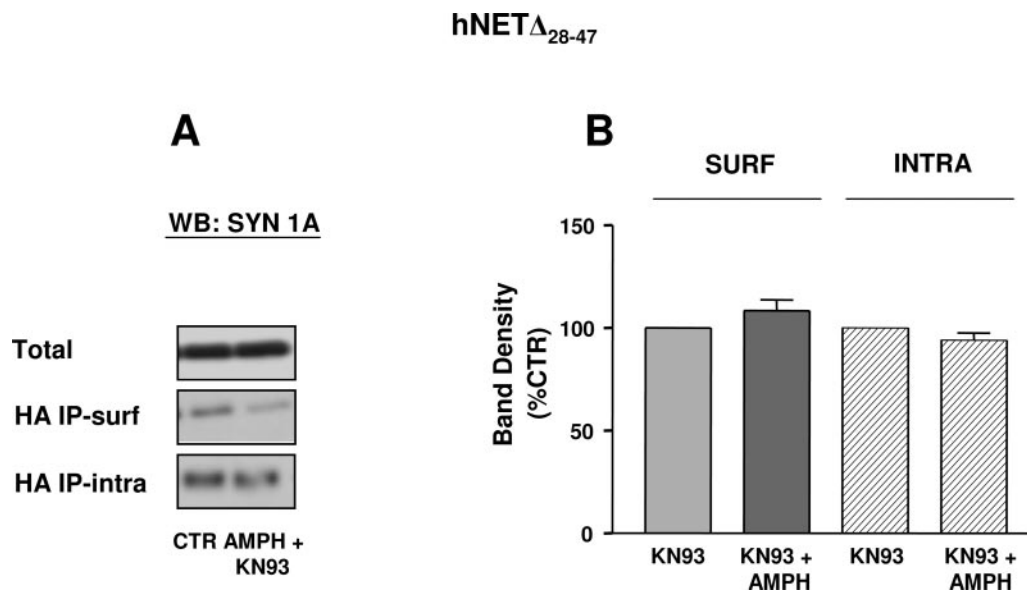 hNETΔ28-47
A
WB: SYN 1A
Total
HA IP-surf
HA IP-intra
CTR AMPH +
KN93
B
SURF
INTRA
Band Density
(%CTR)
150
100
50
0
KN93
KN93 +
AMPH
KN93
KN93 +
AMPH